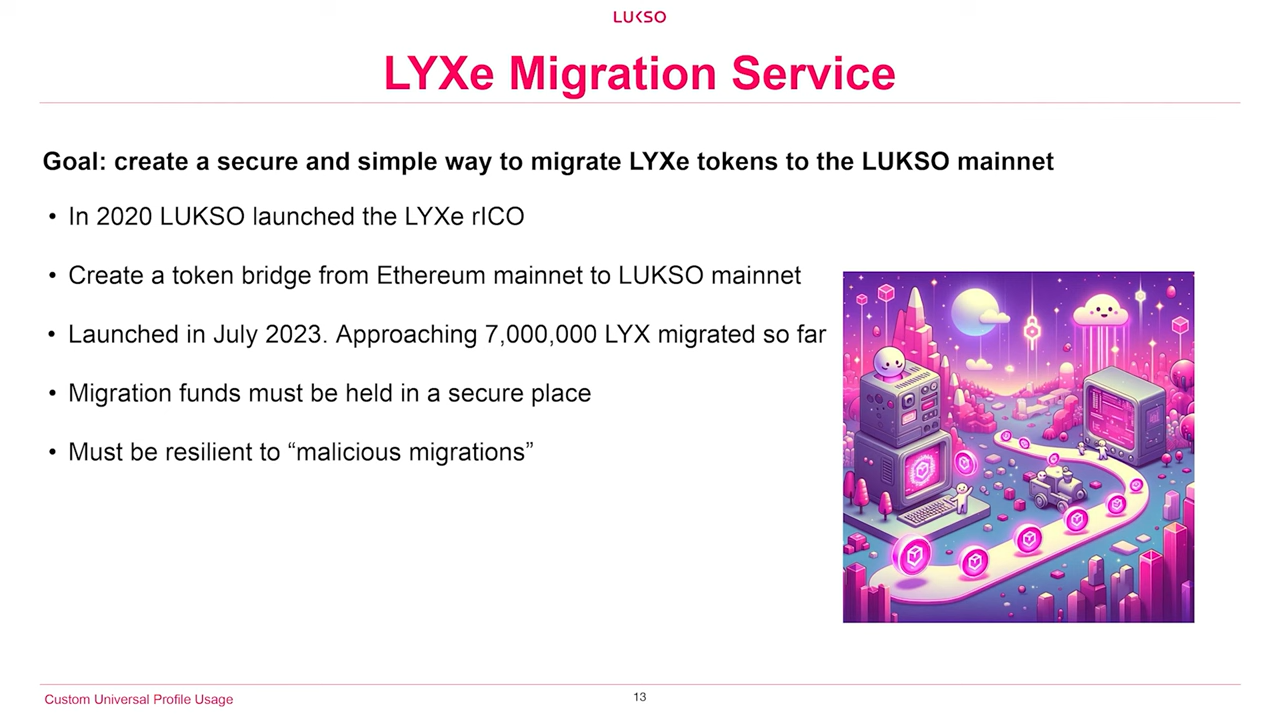 LUKSO
LYXe Migration Service
Goal: create a secure and simple way to migrate LYXe tokens to the LUKSO mainnet
• In 2020 LUKSO launched the LYXe rICO
• Create a token bridge from Ethereum mainnet to LUKSO mainnet
• Launched in July 2023. Approaching 7,000,000 LYX migrated so far
• Migration funds must be held in a secure place
• Must be resilient to “malicious migrations”
Custom Universal Profile Usage
13